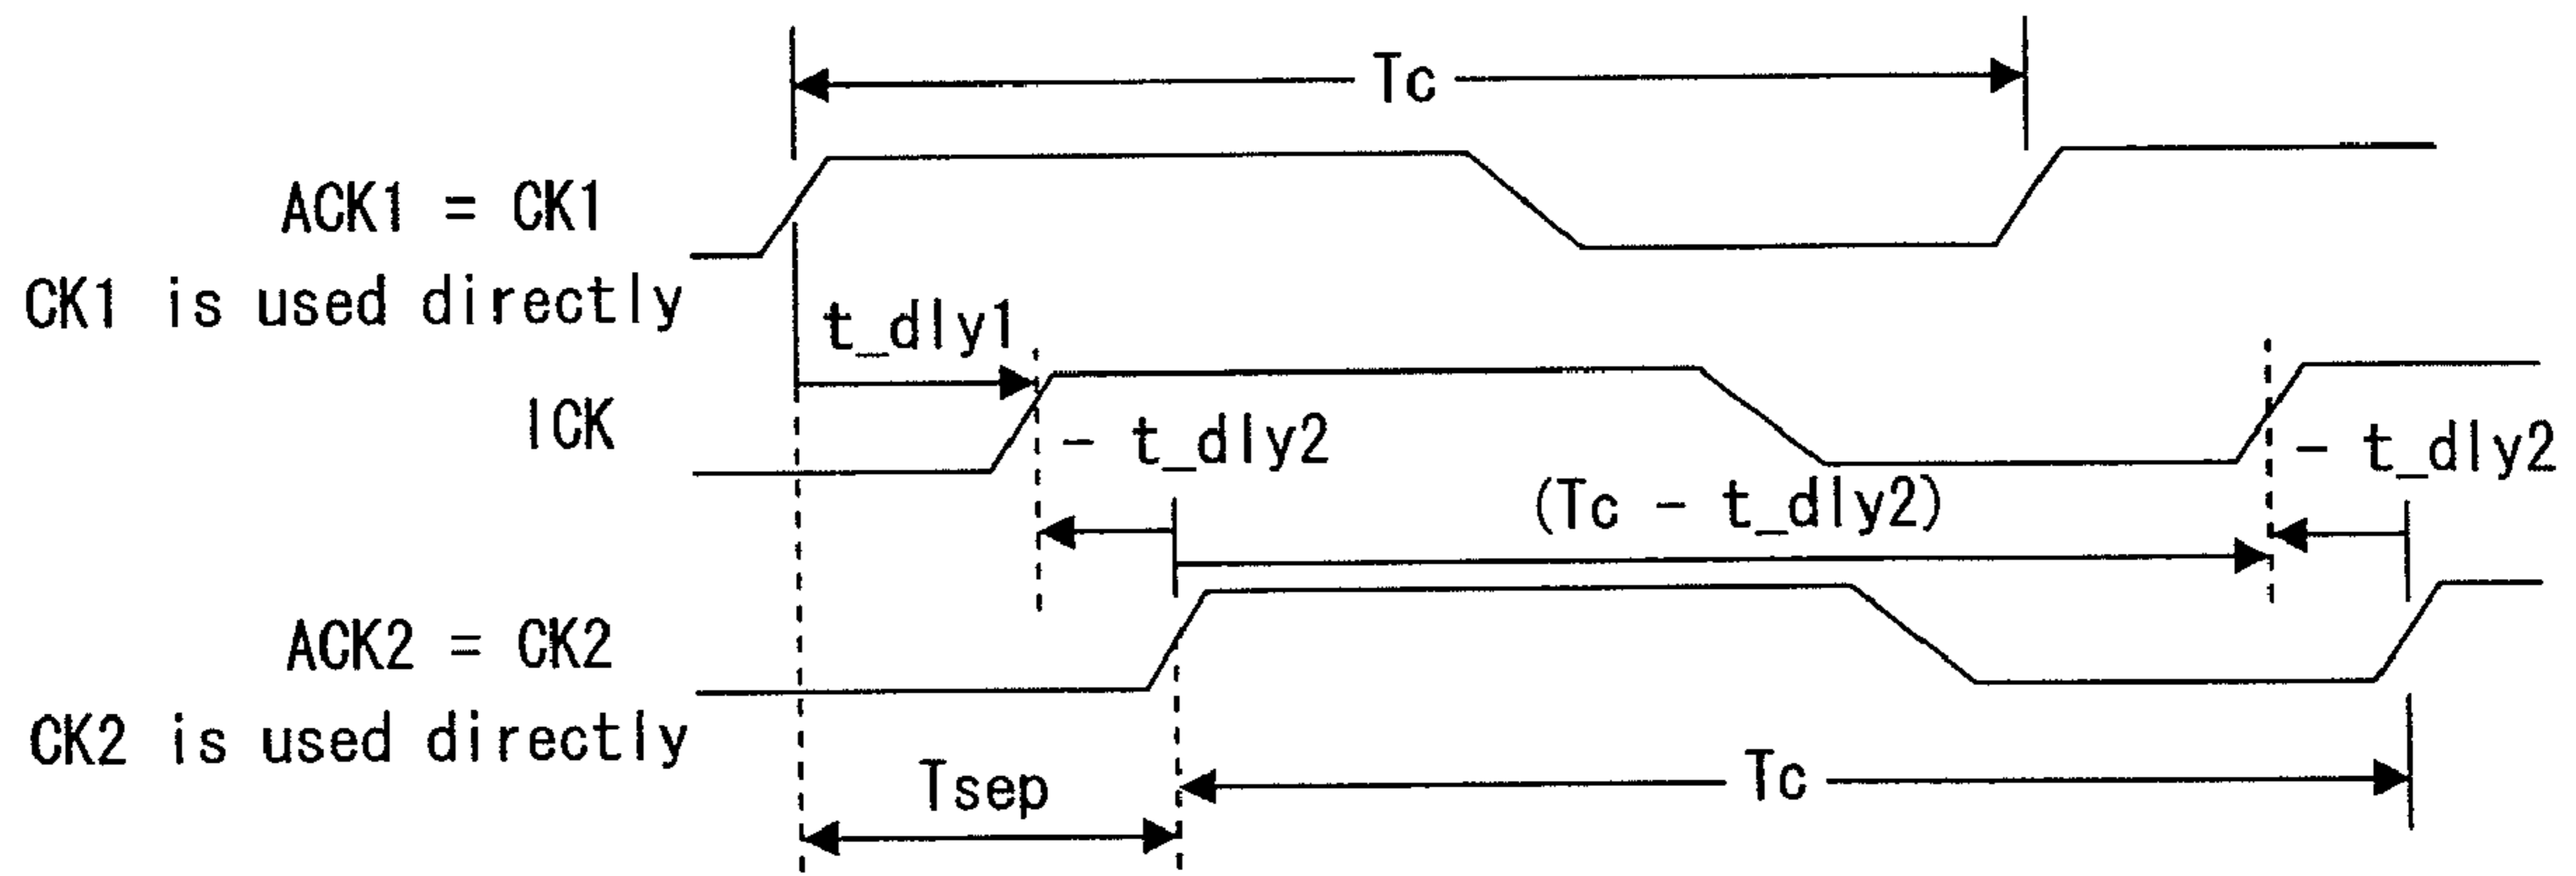 Tc
ACK1 = CK1
CK1 is used directly
t_dly1
ICK
- t_dly2
- t_dly2
(Tc - t_dly2)
ACK2 = CK2
CK2 is used directly
Tsep
Tc